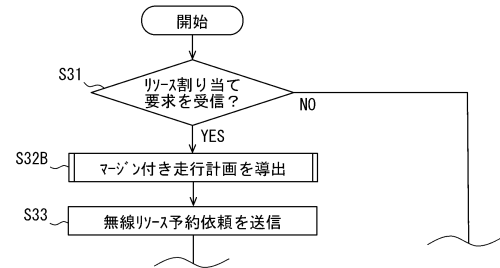 開始
S31
リソース割り当て
要求を受信？
NO
YES
S32B
マージン付き走行計画を導出
S33
無線リソース予約依頼を送信